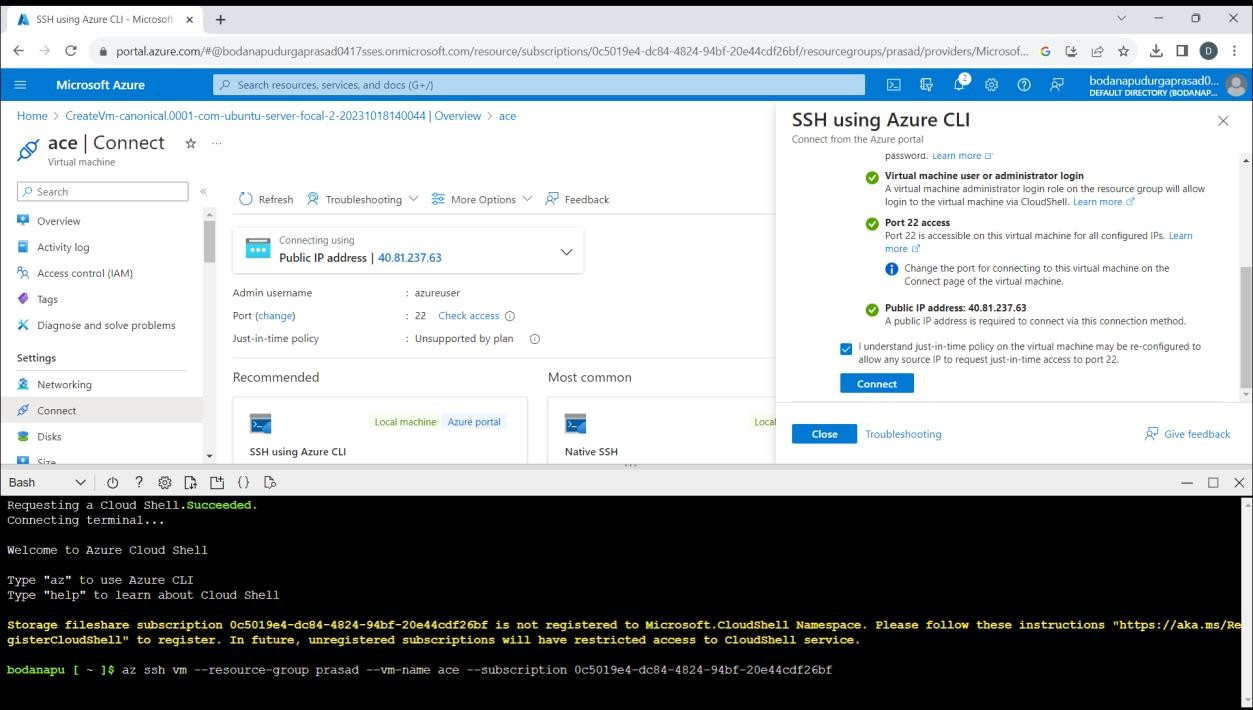 SSH using Azure CLI - Microsoft
portal.azure.com/#@bodanapudurgaprasad0417sses.onmicrosoft.com/resource/subscriptions/0c5019e4-dc84-4824-94bf-20e44cdf26bf/resourcegroups/prasad/providers/Microsof...
G
D
Microsoft Azure
Search resources, services, and docs (G+/)
2
bodanapudurgaprasad0...
DEFAULT DIRECTORY (BODANAP...
Home > CreateVm-canonical.0001-com-ubuntu-server-focal-2-20231018140044 | Overview > ace
ace | Connect
Virtual machine
Search
Overview
Activity log
Access control (IAM)
Tags
Diagnose and solve problems
Settings
Networking
Connect
Disks
Size
Refresh
Troubleshooting
More Options
Feedback
Connecting using
Public IP address | 40.81.237.63
Admin username : azureuser
Port (change) : 22 Check access
Just-in-time policy : Unsupported by plan
Recommended
Most common
Local machine
Azure portal
SSH using Azure CLI
Local
Native SSH
SSH using Azure CLI
Connect from the Azure portal
password. Learn more
Virtual machine user or administrator login
A virtual machine administrator login role on the resource group will allow
login to the virtual machine via CloudShell. Learn more
Port 22 access
Port 22 is accessible on this virtual machine for all configured IPs. Learn
more
Change the port for connecting to this virtual machine on the
Connect page of the virtual machine.
Public IP address: 40.81.237.63
A public IP address is required to connect via this connection method.
I understand just-in-time policy on the virtual machine may be re-configured to
allow any source IP to request just-in-time access to port 22.
Connect
Close
Troubleshooting
Give feedback
Bash
Requesting a Cloud Shell.Succeeded.
Connecting terminal...
Welcome to Azure Cloud Shell
Type "az" to use Azure CLI
Type "help" to learn about Cloud Shell
Storage fileshare subscription 0c5019e4-dc84-4824-94bf-20e44cdf26bf is not registered to Microsoft.CloudShell Namespace. Please follow these instructions "https://aka.ms/Re
gisterCloudShell" to register. In future, unregistered subscriptions will have restricted access to CloudShell service.
bodanapu [ ~ ]$ az ssh vm --resource-group prasad --vm-name ace --subscription 0c5019e4-dc84-4824-94bf-20e44cdf26bf